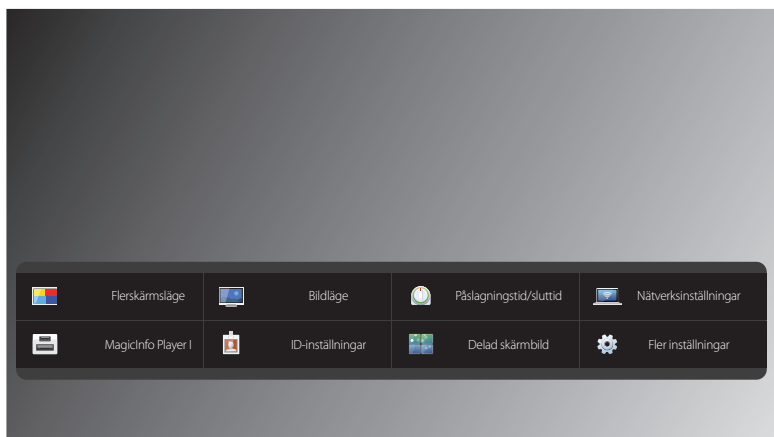 Flerskärmsläge
Bildläge
Påslagningstid/sluttid
Nätverksinställningar
MagicInfo Player I
ID-inställningar
Delad skärmbild
Fler inställningar